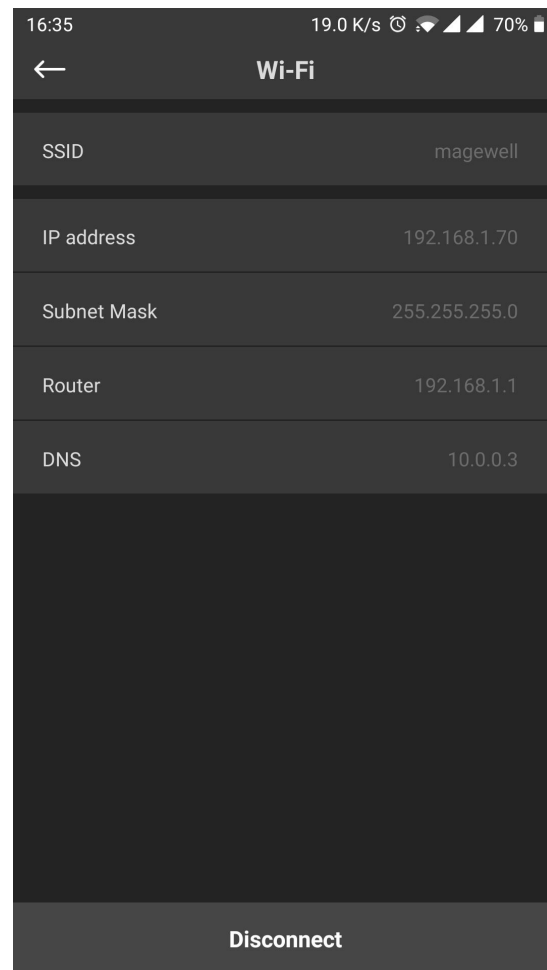 16:35 19.0 K/s 70%
Wi-Fi
SSID magewell
IP address 192.168.1.70
Subnet Mask 255.255.255.0
Router 192.168.1.1
DNS 10.0.0.3
Disconnect